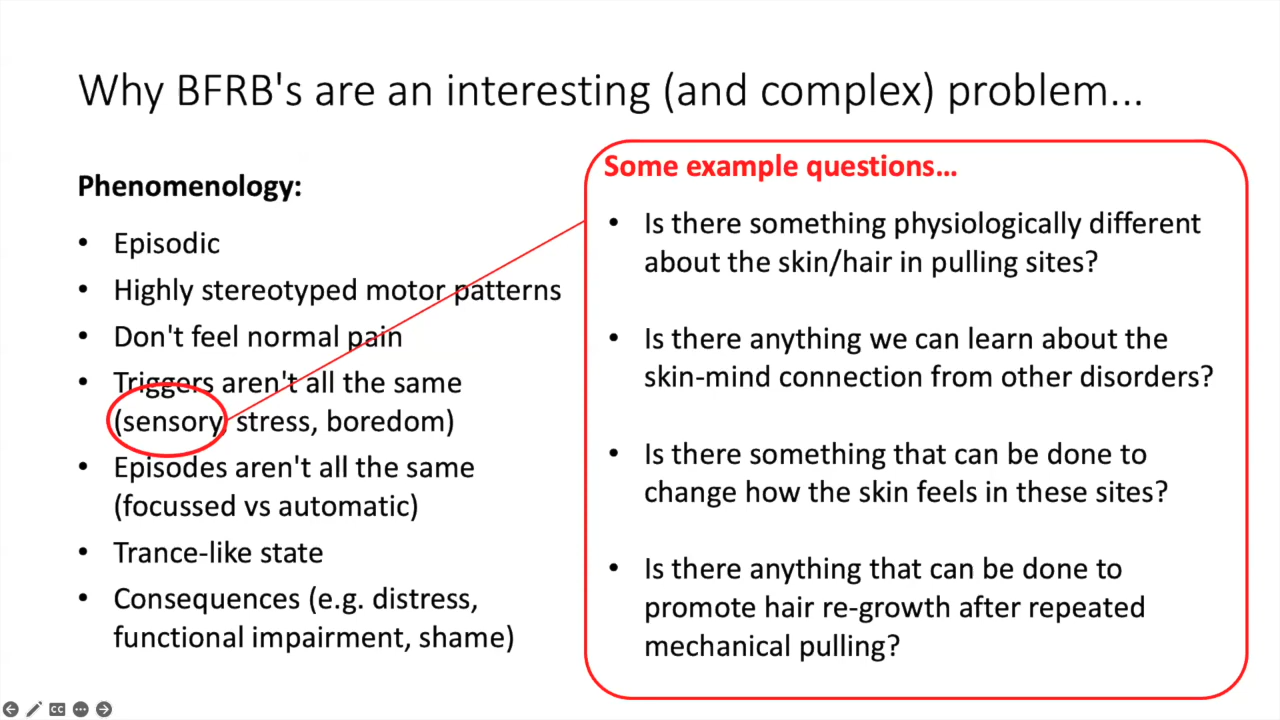 Why BFRB's are an interesting (and complex) problem...
Phenomenology:
• Episodic
• Highly stereotyped motor patterns
• Don't feel normal pain
• Triggers aren't all the same
(sensory, stress, boredom)
• Episodes aren't all the same
(focussed vs automatic)
• Trance-like state
• Consequences (e.g. distress,
functional impairment, shame)
Some example questions...
• Is there something physiologically different
about the skin/hair in pulling sites?
• Is there anything we can learn about the
skin-mind connection from other disorders?
• Is there something that can be done to
change how the skin feels in these sites?
• Is there anything that can be done to
promote hair re-growth after repeated
mechanical pulling?
CC